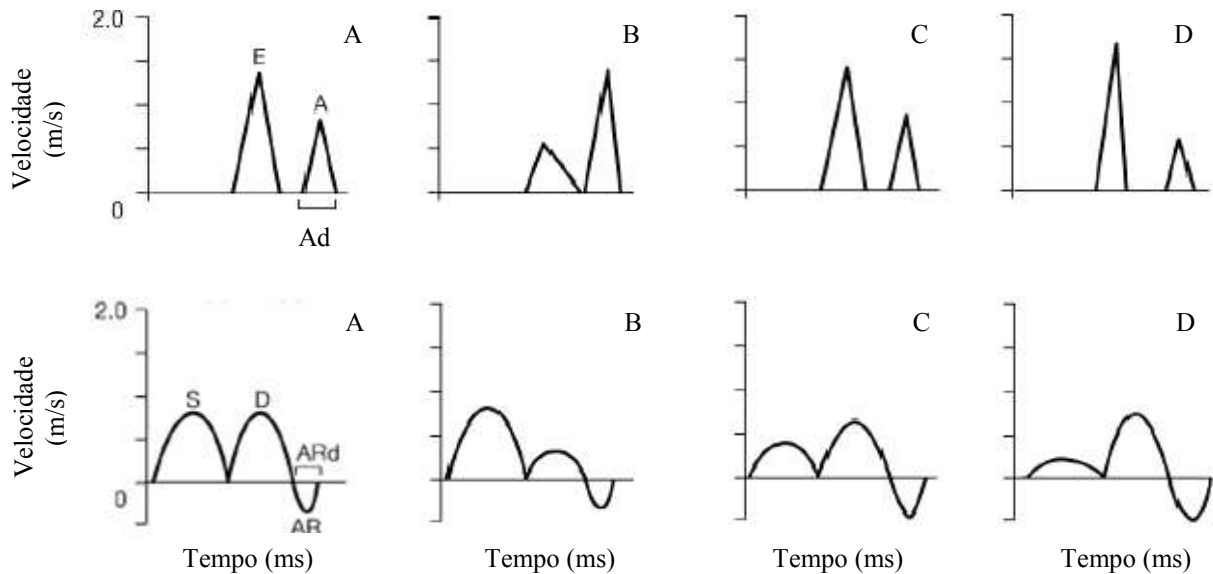 2.0
A
B
C
D
E
A
Velocidade
(m/s)
0
Ad
2.0
A
B
C
D
S
D
ARd
Velocidade
(m/s)
0
AR
Tempo (ms)
Tempo (ms)
Tempo (ms)
Tempo (ms)